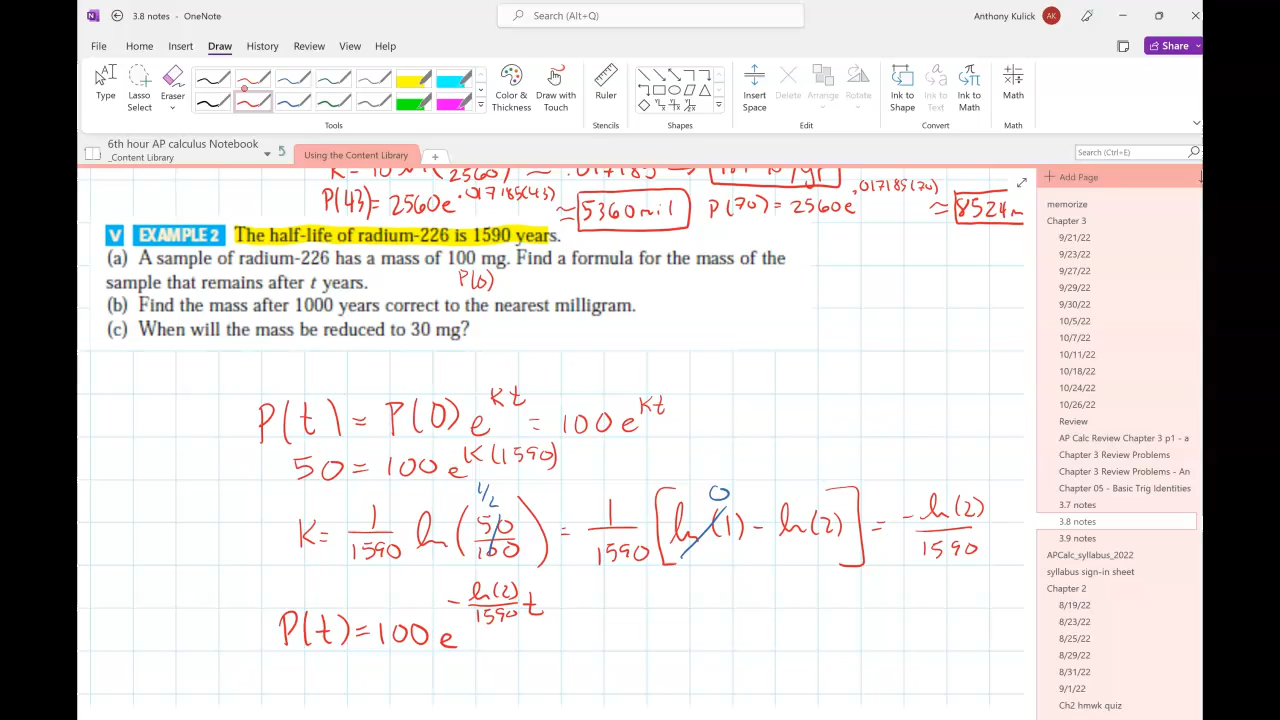 3.8 notes - OneNote
Search (Alt+Q)
Anthony Kulick
AK
File Home Insert Draw History Review View Help
Share
Type
Lasso Select
Eraser
Color & Thickness
Draw with Touch
Ruler
Insert Space
Delete
Arrange
Rotate
Ink to Shape
Ink to Text
Ink to Math
Math
Tools
Stencils
Shapes
Edit
Convert
Math
6th hour AP calculus Notebook
_Content Library
Using the Content Library
Search (Ctrl+E)
P(43) = 2560e^.017185(43) ≈ 5360mil
P(70) = 2560e^.017185(70) ≈ 8524m
V EXAMPLE 2 The half-life of radium-226 is 1590 years.
(a) A sample of radium-226 has a mass of 100 mg. Find a formula for the mass of the
sample that remains after t years.
P(0)
(b) Find the mass after 1000 years correct to the nearest milligram.
(c) When will the mass be reduced to 30 mg?
P(t) = P(0) e^Kt = 100e^Kt
50 = 100e^K(1590)
K = 1/1590 ln(50/100) 1/2 = 1/1590 [ln(1) 0 - ln(2)] = -ln(2)/1590
P(t) = 100e^-ln(2)/1590 t
Add Page
memorize
Chapter 3
9/21/22
9/23/22
9/27/22
9/29/22
9/30/22
10/5/22
10/7/22
10/11/22
10/18/22
10/24/22
10/26/22
Review
AP Calc Review Chapter 3 p1 - a
Chapter 3 Review Problems
Chapter 3 Review Problems - An
Chapter 05 - Basic Trig Identities
3.7 notes
3.8 notes
3.9 notes
APCalc_syllabus_2022
syllabus sign-in sheet
Chapter 2
8/19/22
8/23/22
8/25/22
8/29/22
8/31/22
9/1/22
Ch2 hmwk quiz